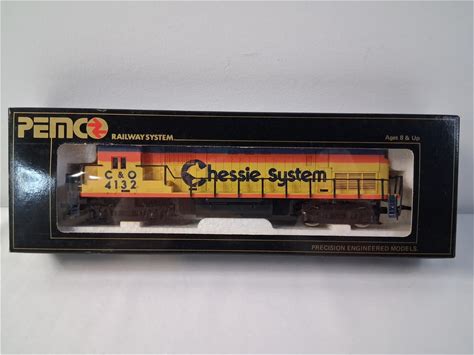 PEMCO
RAILWAY SYSTEM
Ages 8 & Up
C & O
4132
Chessie System
PRECISION ENGINEERED MODELS